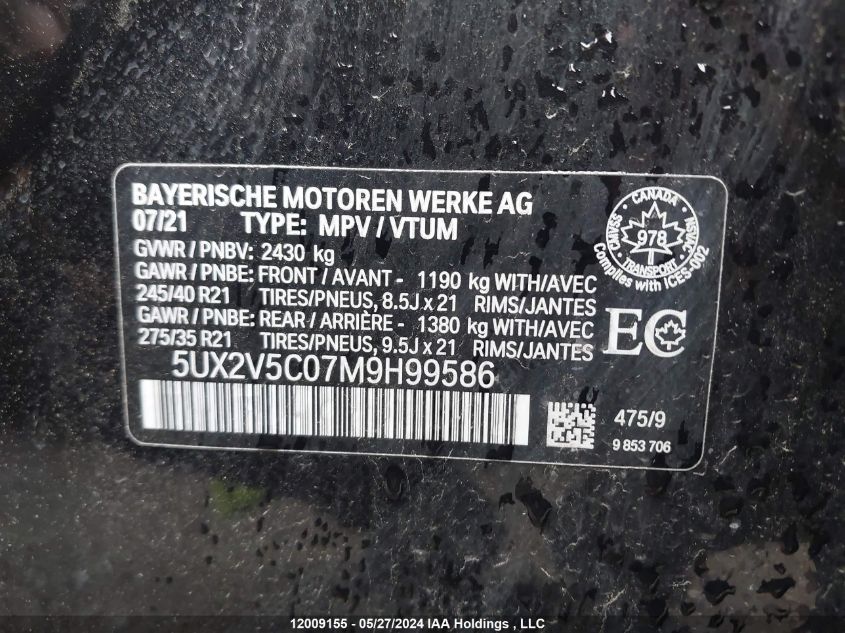 BAYERISCHE MOTOREN WERKE AG
07/21 TYPE: MPV / VTUM
GVWR / PNBV: 2430 kg
GAWR / PNBE: FRONT / AVANT - 1190 kg WITH/AVEC
245/40 R21 TIRES/PNEUS, 8.5J x 21 RIMS/JANTES
GAWR / PNBE: REAR / ARRIÈRE - 1380 kg WITH/AVEC
275/35 R21 TIRES/PNEUS, 9.5J x 21 RIMS/JANTES
5UX2V5C07M9H99586
CANADA
CMVSS NSVAC
978
TRANSPORT
Complies with ICES-002
EC
475/9
9 853 706
12009155 - 05/27/2024 IAA Holdings , LLC